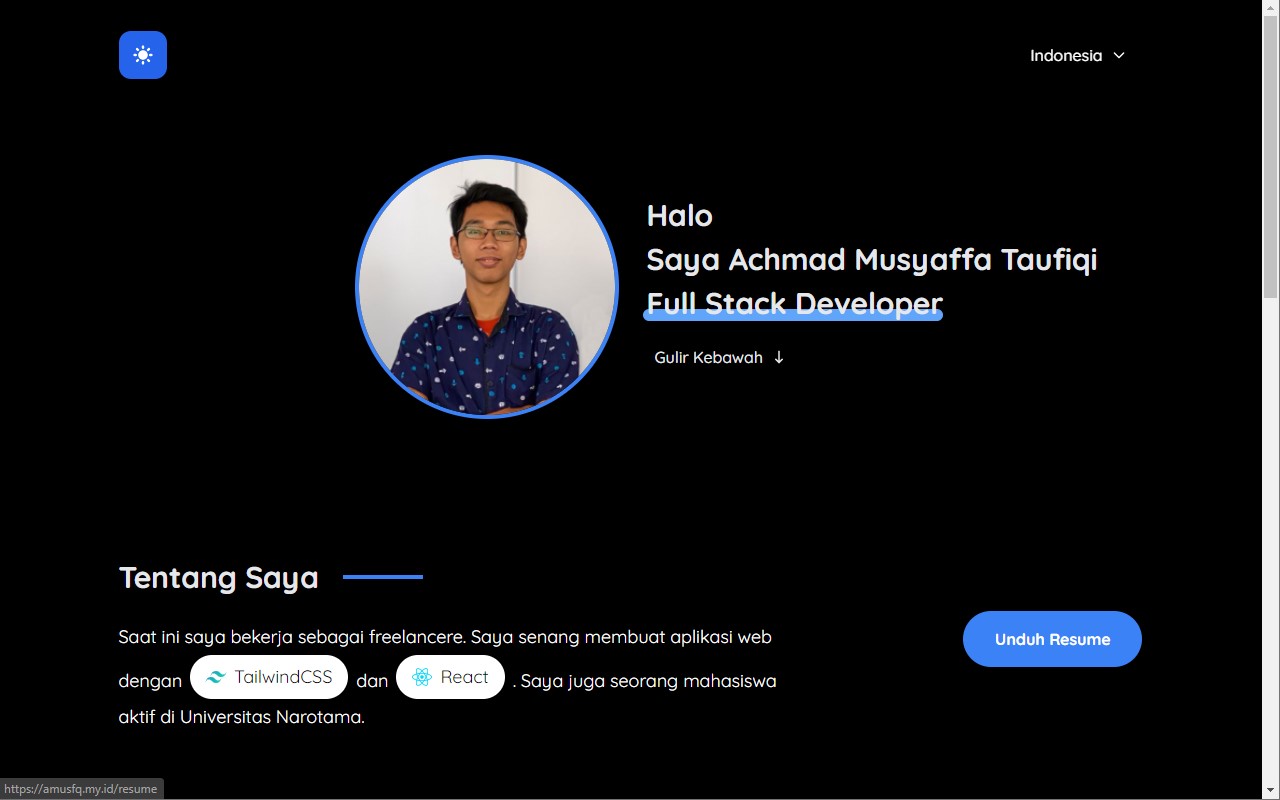 Indonesia
Halo
Saya Achmad Musyaffa Taufiqi
Full Stack Developer
Gulir Kebawah
Tentang Saya
Saat ini saya bekerja sebagai freelancere. Saya senang membuat aplikasi web
dengan TailwindCSS dan React . Saya juga seorang mahasiswa
aktif di Universitas Narotama.
Unduh Resume
https://amusfq.my.id/resume